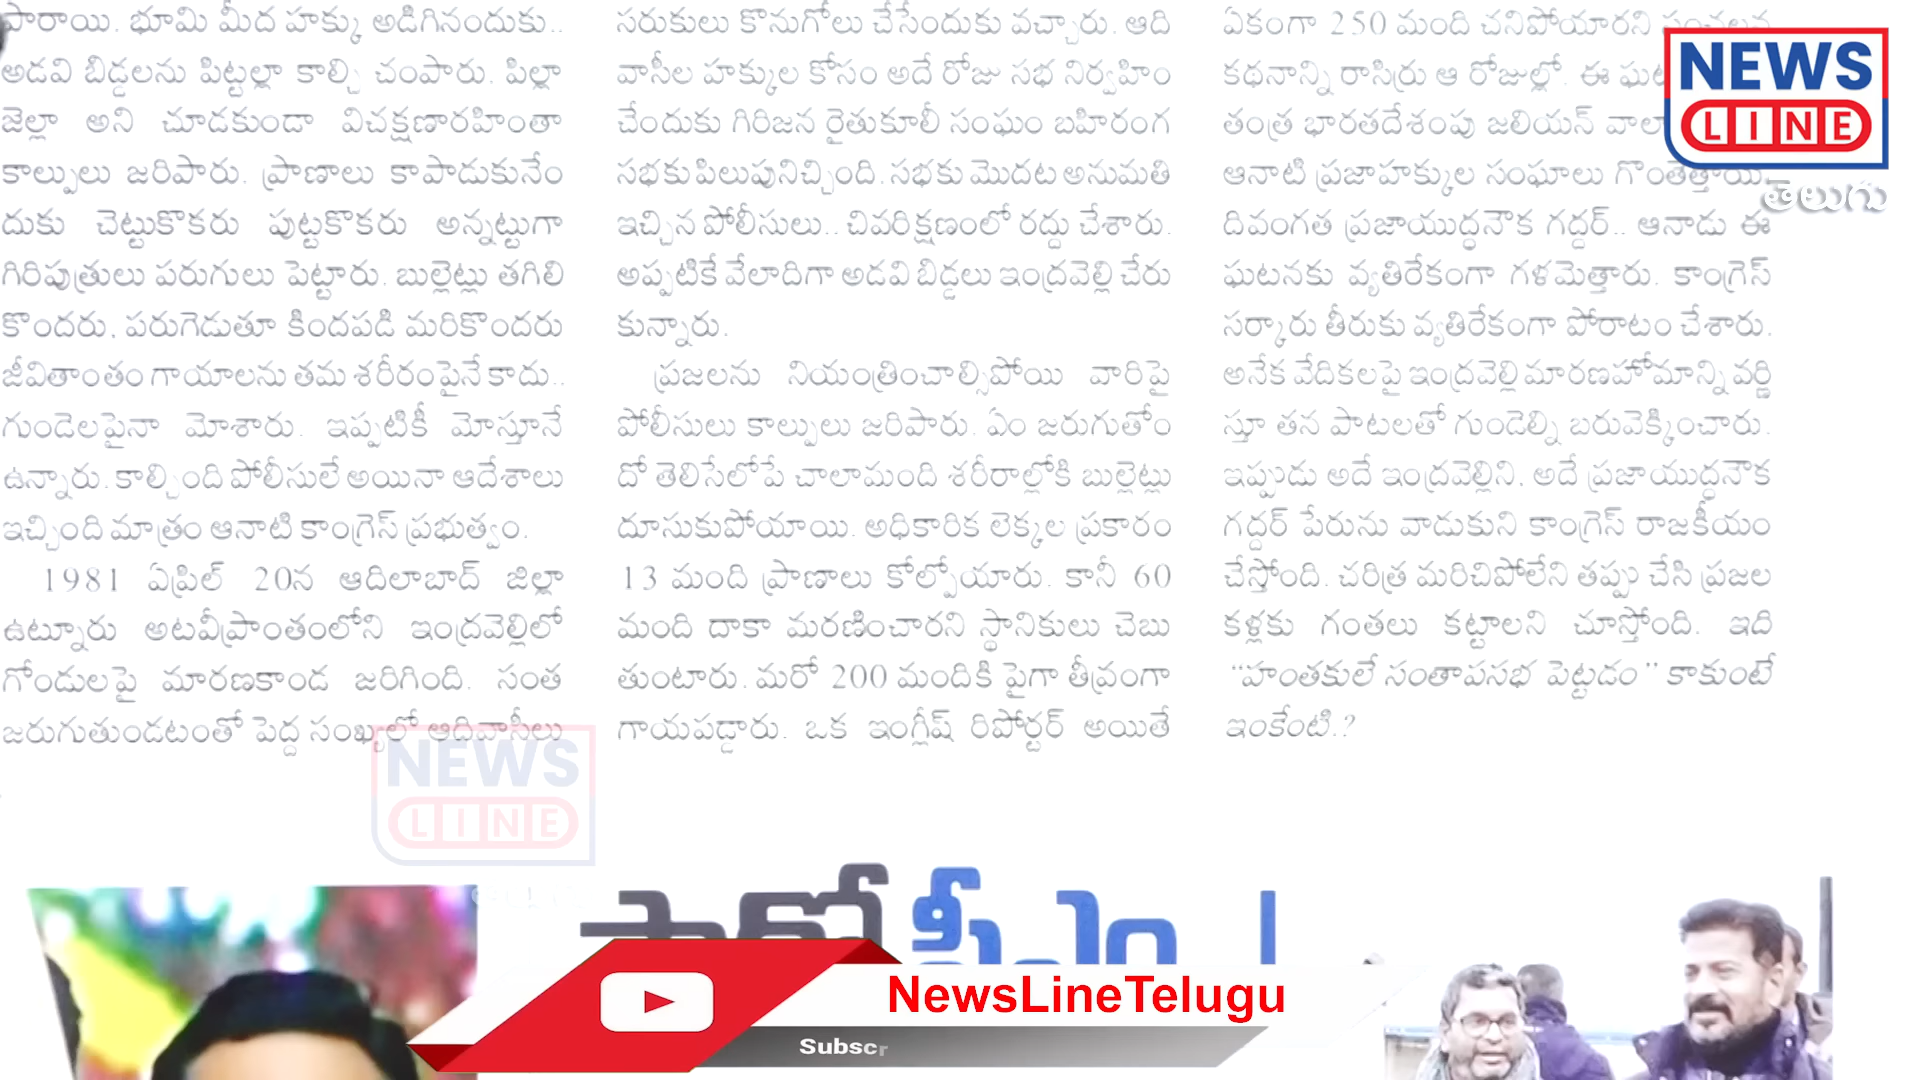 పారాయి. భూమి మీద హక్కు అడిగినందుకు..
అడవి బిడ్డలను పిట్టల్లా కాల్చి చంపారు. పిల్లా
జెల్లా అని చూడకుండా విచక్షణారహింతా
కాల్పులు జరిపారు. ప్రాణాలు కాపాడుకునేం
దుకు చెట్టుకొకరు పుట్టకొకరు అన్నట్టుగా
గిరిపుత్రులు పరుగులు పెట్టారు. బుల్లెట్లు తగిలి
కొందరు, పరుగెడుతూ కిందపడి మరికొందరు
జీవితాంతం గాయాలను తమ శరీరంపైనే కాదు..
గుండెలపైనా మోశారు. ఇప్పటికీ మోస్తూనే
ఉన్నారు. కాల్చింది పోలీసులే అయినా ఆదేశాలు
ఇచ్చింది మాత్రం ఆనాటి కాంగ్రెస్ ప్రభుత్వం.
1981 ఏప్రిల్ 20న ఆదిలాబాద్ జిల్లా
ఉట్నూరు అటవీప్రాంతంలోని ఇంద్రవెల్లిలో
గోండులపై మారణకాండ జరిగింది. సంత
జరుగుతుండటంతో పెద్ద సంఖ్యలో ఆదివాసీలు
సరుకులు కొనుగోలు చేసేందుకు వచ్చారు. ఆది
వాసీల హక్కుల కోసం అదే రోజు సభ నిర్వహిం
చేందుకు గిరిజన రైతుకూలీ సంఘం బహిరంగ
సభకు పిలుపునిచ్చింది. సభకు మొదట అనుమతి
ఇచ్చిన పోలీసులు.. చివరిక్షణంలో రద్దు చేశారు.
అప్పటికే వేలాదిగా అడవి బిడ్డలు ఇంద్రవెల్లి చేరు
కున్నారు.
ప్రజలను నియంత్రించాల్సిపోయి వారిపై
పోలీసులు కాల్పులు జరిపారు. ఏం జరుగుతోం
దో తెలిసేలోపే చాలామంది శరీరాల్లోకి బుల్లెట్లు
దూసుకుపోయాయి. అధికారిక లెక్కల ప్రకారం
13 మంది ప్రాణాలు కోల్పోయారు. కానీ 60
మంది దాకా మరణించారని స్థానికులు చెబు
తుంటారు. మరో 200 మందికి పైగా తీవ్రంగా
గాయపడ్డారు. ఒక ఇంగ్లీష్ రిపోర్టర్ అయితే
ఏకంగా 250 మంది చనిపోయారని సంచలన
కథనాన్ని రాసిర్రు ఆ రోజుల్లో. ఈ
తంత్ర భారతదేశంపు జలియన్
ఆనాటి ప్రజాహక్కుల సంఘాలు గొంతెత్తాయి.
దివంగత ప్రజాయుద్ధనౌక గద్దర్.. ఆనాడు ఈ
ఘటనకు వ్యతిరేకంగా గళమెత్తారు. కాంగ్రెస్
సర్కారు తీరుకు వ్యతిరేకంగా పోరాటం చేశారు.
అనేక వేదికలపై ఇంద్రవెల్లి మారణహోమాన్ని వర్ణి
స్తూ తన పాటలతో గుండెల్ని బరువెక్కించారు.
ఇప్పుడు అదే ఇంద్రవెల్లిని, అదే ప్రజాయుద్ధనౌక
గద్దర్ పేరును వాడుకుని కాంగ్రెస్ రాజకీయం
చేస్తోంది. చరిత్ర మరిచిపోలేని తప్పు చేసి ప్రజల
కళ్లకు గంతలు కట్టాలని చూస్తోంది. ఇది
“హంతకులే సంతాపసభ పెట్టడం” కాకుంటే
ఇంకేంటి.?
NEWS
LINE
తెలుగు
NEWS
LINE
సీఎం
NewsLineTelugu
Subscr